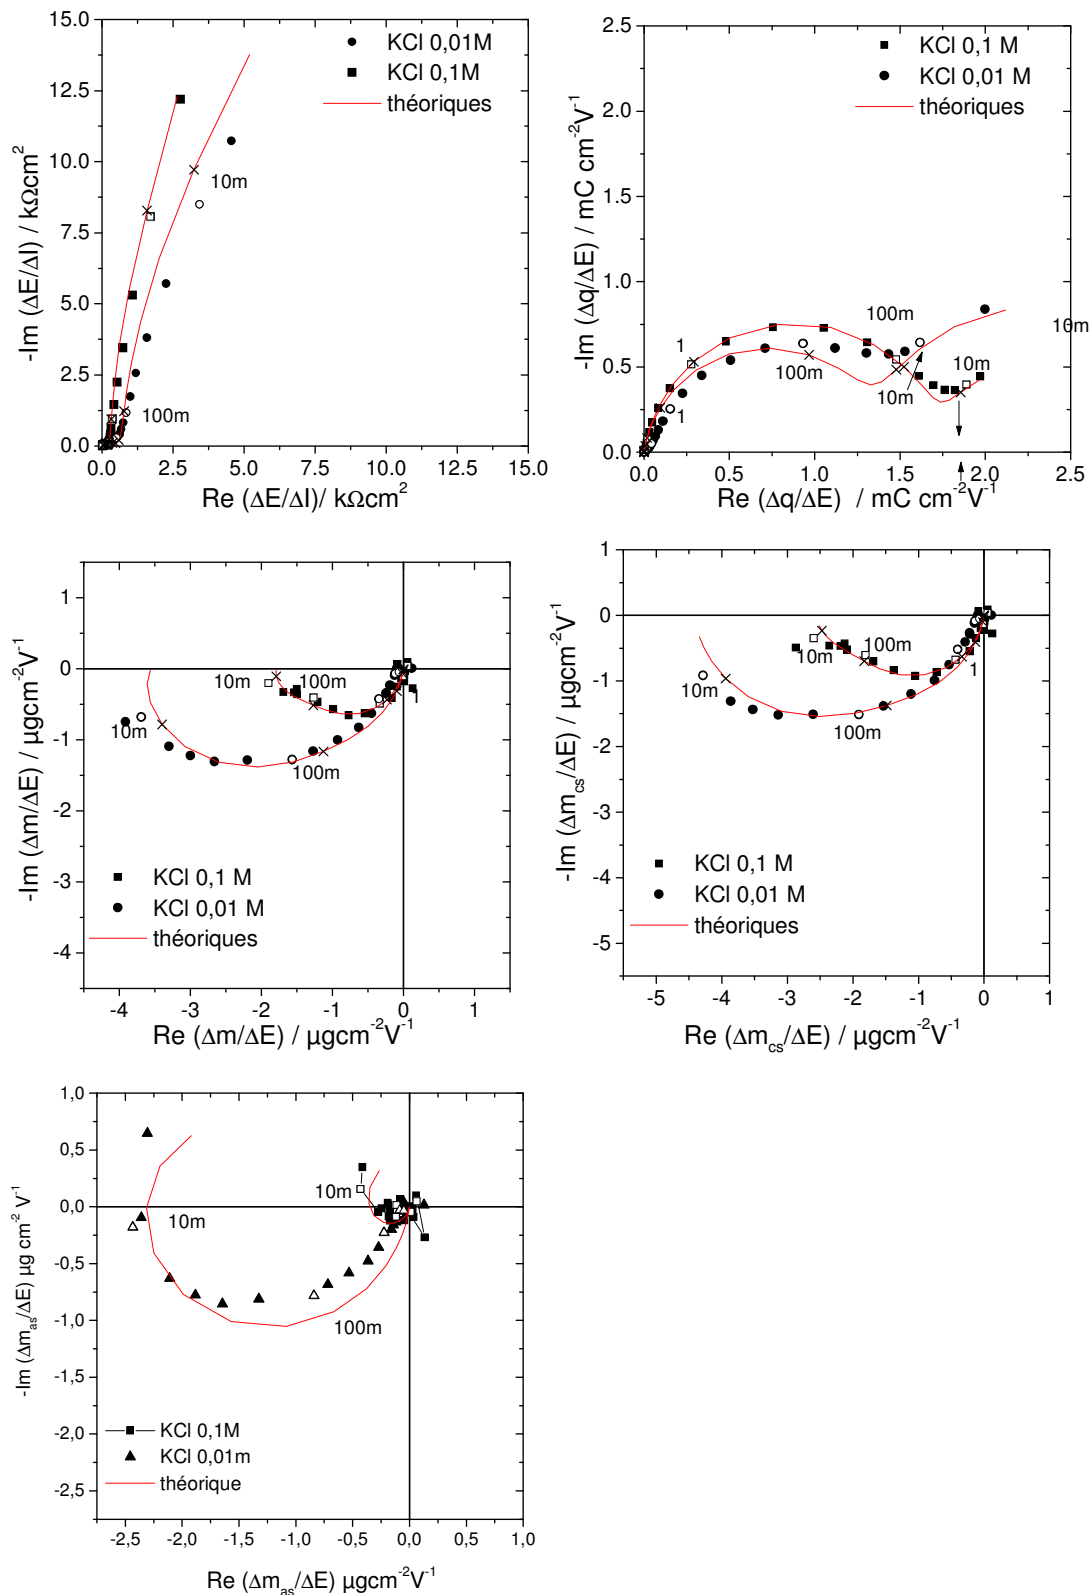 15.0
12.5
10.0
7.5
5.0
2.5
0.0
0.0 2.5 5.0 7.5 10.0 12.5 15.0
-Im (ΔE/ΔI) / kΩcm²
Re (ΔE/ΔI)/ kΩcm²
KCl 0,01M
KCl 0,1M
théoriques
10m
100m
2.5
2.0
1.5
1.0
0.5
0.0
0.0 0.5 1.0 1.5 2.0 2.5
-Im (Δq/ΔE) / mC cm⁻²V⁻¹
Re (Δq/ΔE) / mC cm⁻²V⁻¹
KCl 0,1 M
KCl 0,01 M
théoriques
100m
10m
1
10m
100m
10m
1
1
0
-1
-2
-3
-4
-4 -3 -2 -1 0 1
-Im (Δm/ΔE) / µgcm⁻²V⁻¹
Re (Δm/ΔE) / µgcm⁻²V⁻¹
10m 100m
1
10m
100m
KCl 0,1 M
KCl 0,01 M
théoriques
1
0
-1
-2
-3
-4
-5
-5 -4 -3 -2 -1 0 1
-Im (Δm_cs/ΔE) / µgcm⁻²V⁻¹
Re (Δm_cs/ΔE) / µgcm⁻²V⁻¹
100m
10m
1
10m
100m
KCl 0,1 M
KCl 0,01 M
théoriques
1,0
0,5
0,0
-0,5
-1,0
-1,5
-2,0
-2,5
-2,5 -2,0 -1,5 -1,0 -0,5 0,0 0,5 1,0
-Im (Δm_as/ΔE) µg cm⁻² V⁻¹
Re (Δm_as/ΔE) µgcm⁻²V⁻¹
10m
10m
100m
KCl 0,1M
KCl 0,01m
théorique